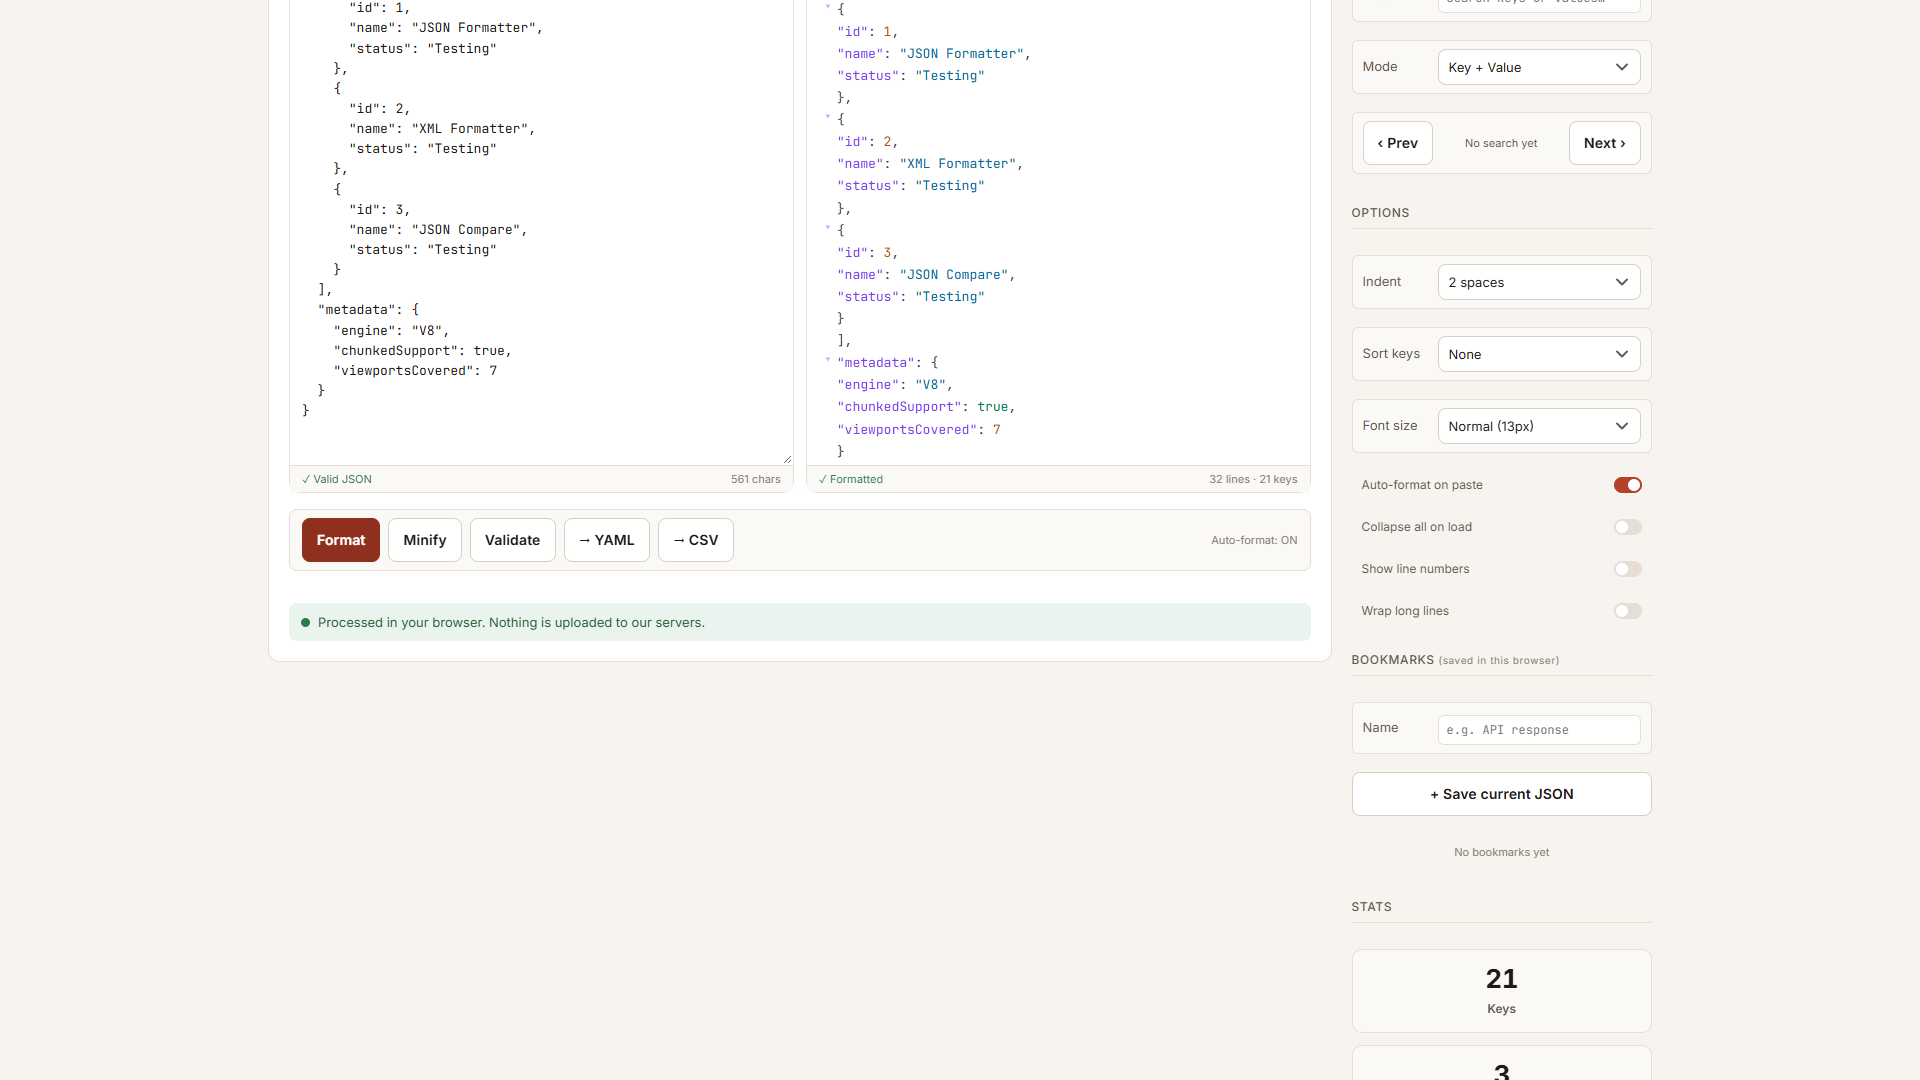 "id": 1,
"name": "JSON Formatter",
"status": "Testing"
},
{
"id": 2,
"name": "XML Formatter",
"status": "Testing"
},
{
"id": 3,
"name": "JSON Compare",
"status": "Testing"
}
],
"metadata": {
"engine": "V8",
"chunkedSupport": true,
"viewportsCovered": 7
}
}
✓ Valid JSON
561 chars
{
"id": 1,
"name": "JSON Formatter",
"status": "Testing"
},
{
"id": 2,
"name": "XML Formatter",
"status": "Testing"
},
{
"id": 3,
"name": "JSON Compare",
"status": "Testing"
}
],
"metadata": {
"engine": "V8",
"chunkedSupport": true,
"viewportsCovered": 7
}
✓ Formatted
32 lines · 21 keys
Format
Minify
Validate
→ YAML
→ CSV
Auto-format: ON
Processed in your browser. Nothing is uploaded to our servers.
Mode
Key + Value
‹ Prev
No search yet
Next ›
OPTIONS
Indent
2 spaces
Sort keys
None
Font size
Normal (13px)
Auto-format on paste
Collapse all on load
Show line numbers
Wrap long lines
BOOKMARKS (saved in this browser)
Name
e.g. API response
+ Save current JSON
No bookmarks yet
STATS
21
Keys
3